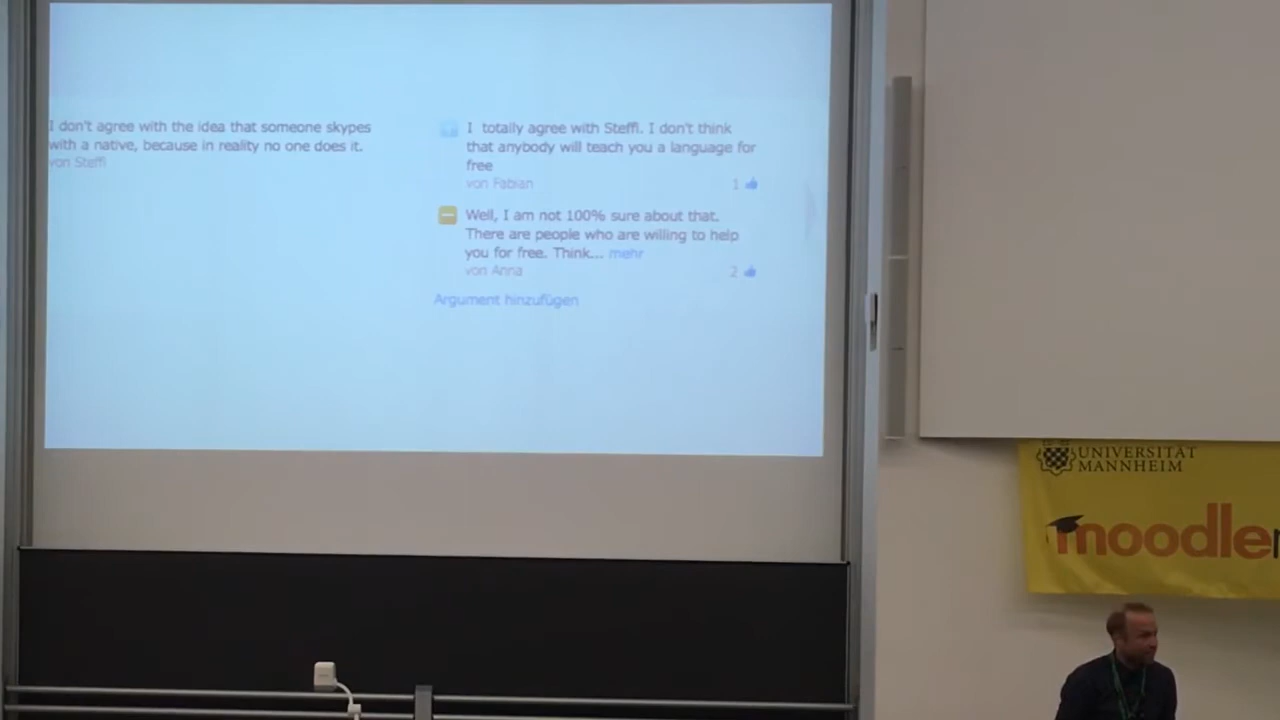 I don't agree with the idea that someone skypes
with a native, because in reality no one does it.
von Steffi
I totally agree with Steffi. I don't think
that anybody will teach you a language for
free
von Fabian
1
Well, I am not 100% sure about that.
There are people who are willing to help
you for free. Think... mehr
von Anna
2
Argument hinzufügen
UNIVERSITÄT
MANNHEIM
moodle